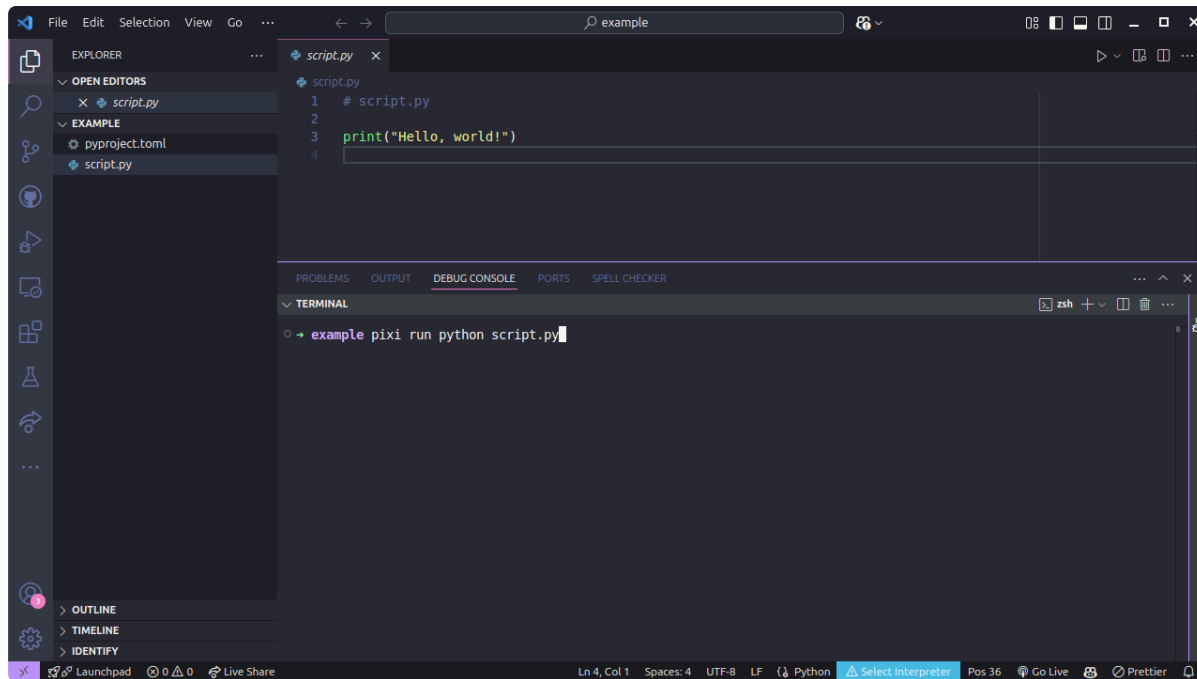 File Edit Selection View Go ···
example
EXPLORER ···
OPEN EDITORS
script.py
EXAMPLE
pyproject.toml
script.py
OUTLINE
TIMELINE
IDENTIFY
script.py
script.py
1 # script.py
2
3 print("Hello, world!")
4
PROBLEMS OUTPUT DEBUG CONSOLE PORTS SPELL CHECKER
TERMINAL
zsh
➜ example pixi run python script.py
3
Launchpad 0 0 Live Share Ln 4, Col 1 Spaces: 4 UTF-8 LF Python Select Interpreter Pos 36 Go Live Prettier